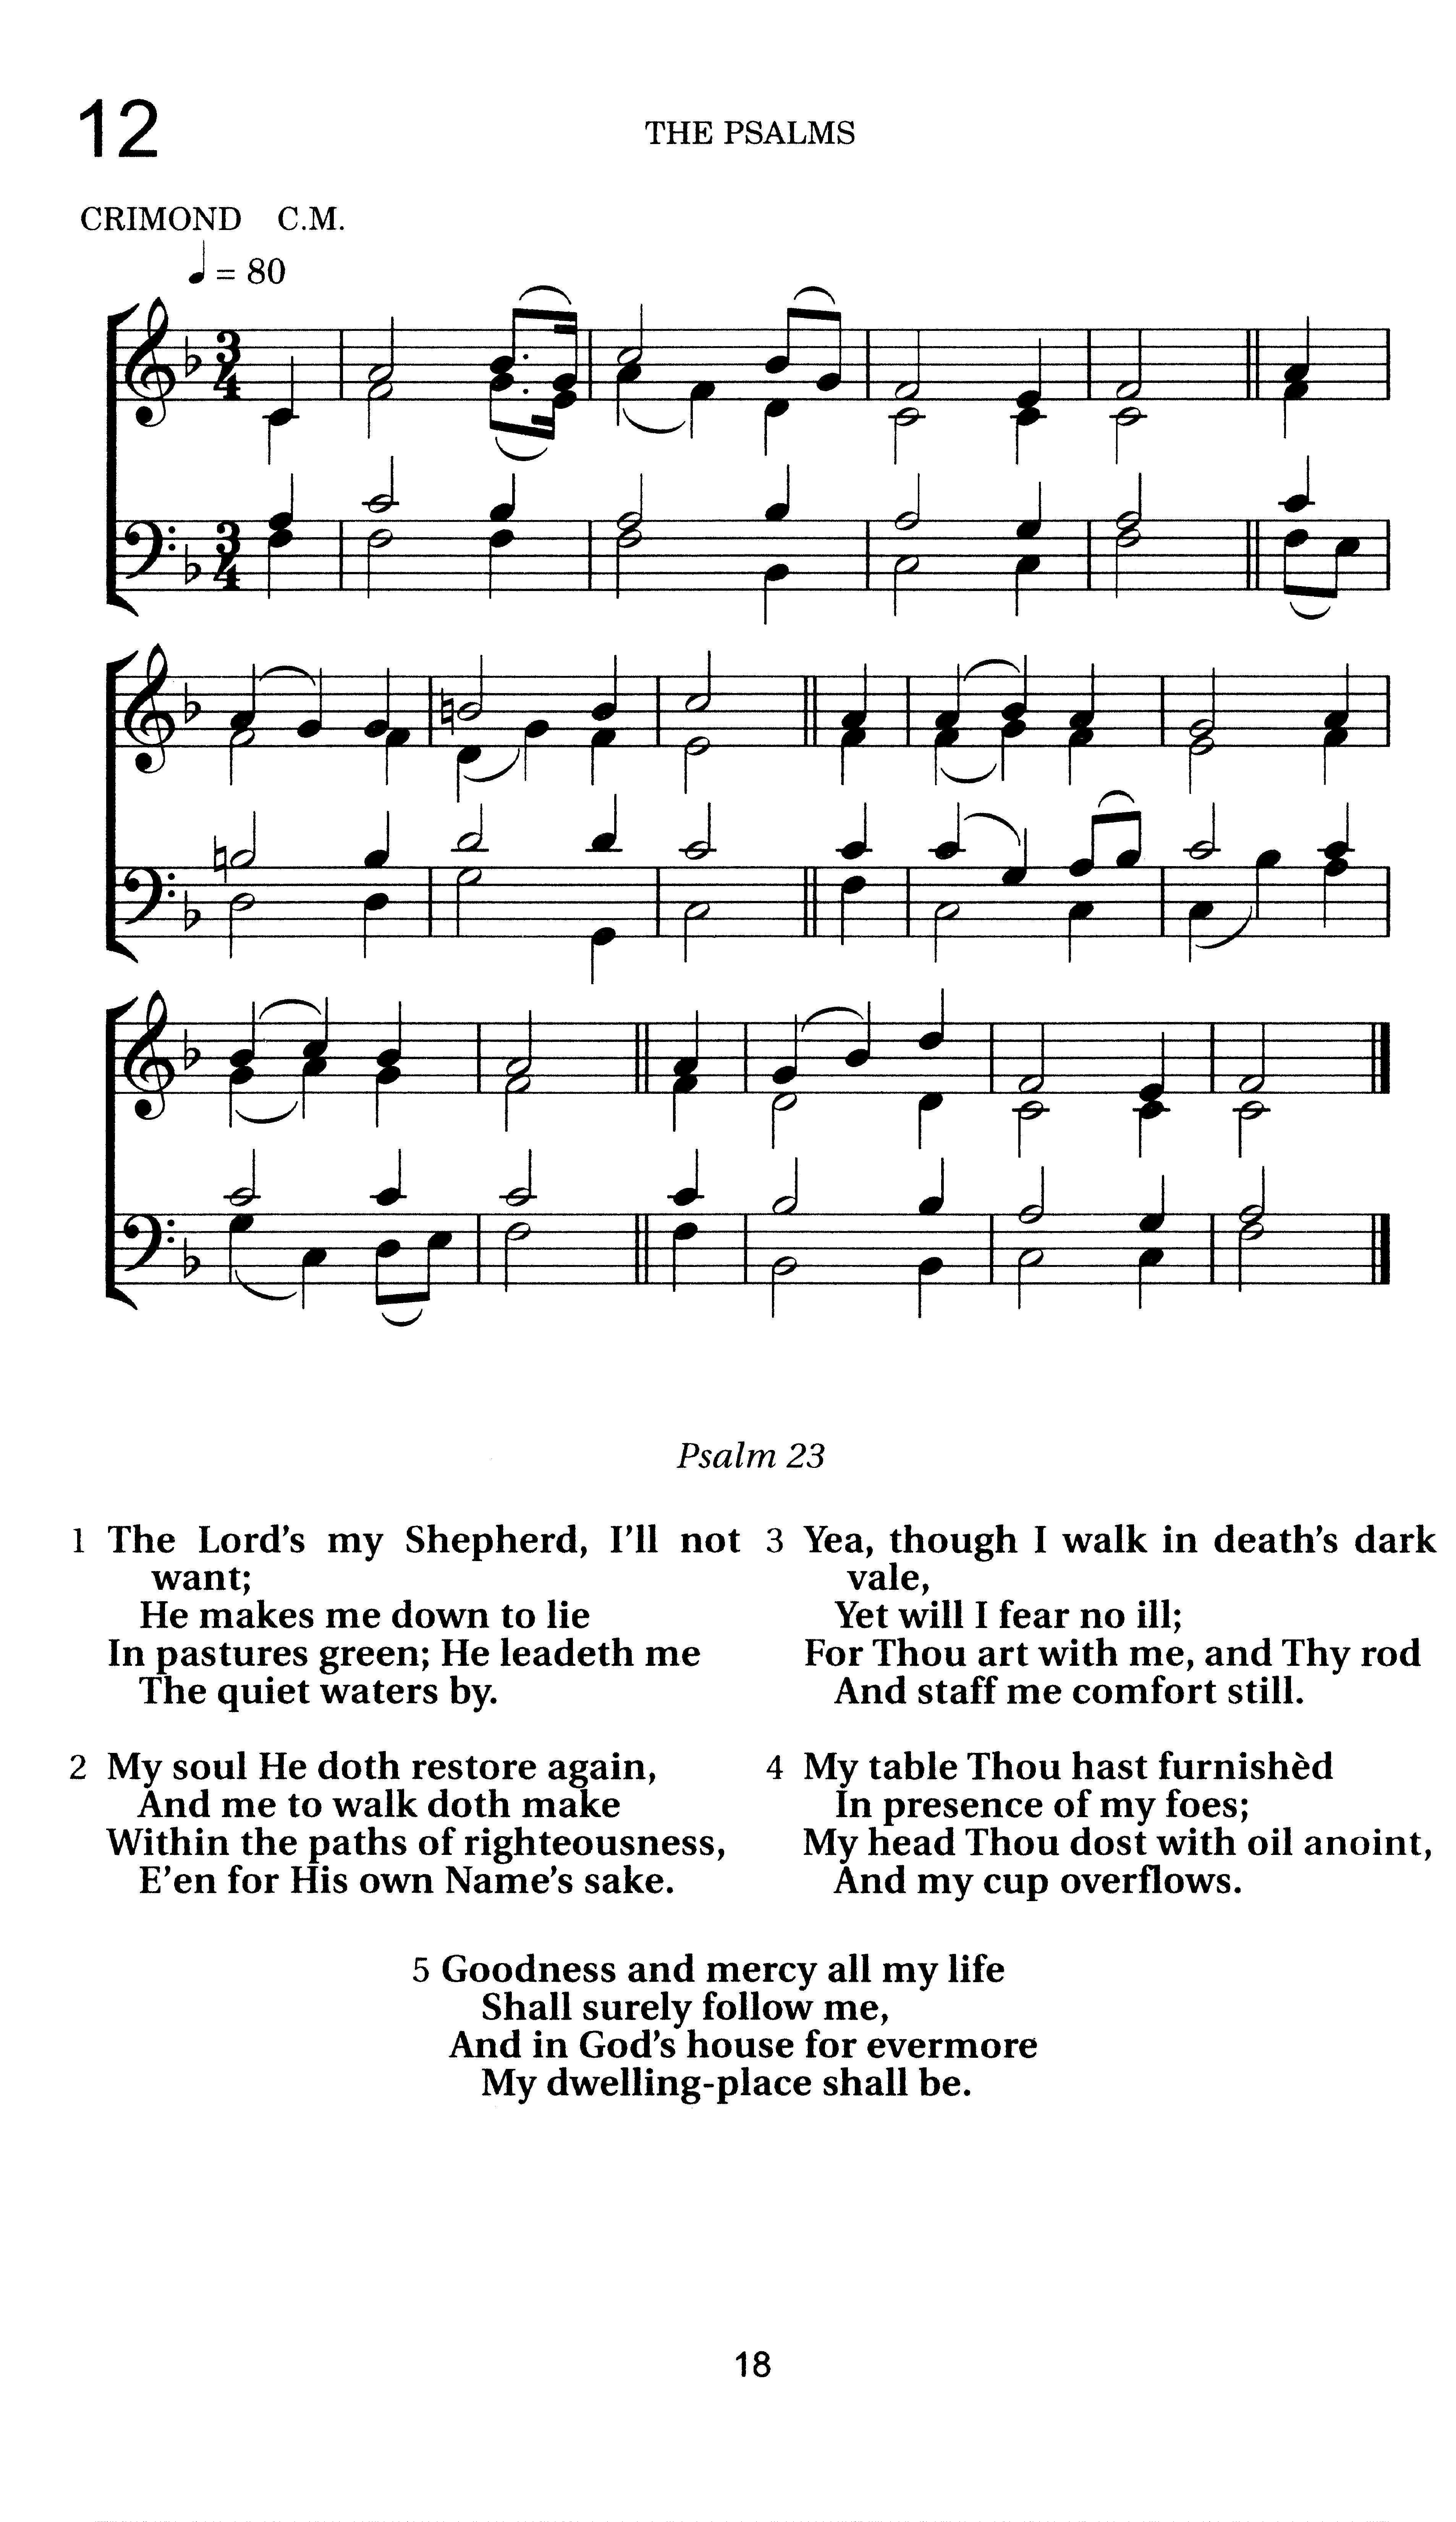 12
THE PSALMS
CRIMOND C.M.
♩ = 80
3
4
3
4
Psalm 23
1 The Lord's my Shepherd, I'll not
want;
He makes me down to lie
In pastures green; He leadeth me
The quiet waters by.
2 My soul He doth restore again,
And me to walk doth make
Within the paths of righteousness,
E'en for His own Name's sake.
3 Yea, though I walk in death's dark
vale,
Yet will I fear no ill;
For Thou art with me, and Thy rod
And staff me comfort still.
4 My table Thou hast furnishèd
In presence of my foes;
My head Thou dost with oil anoint,
And my cup overflows.
5 Goodness and mercy all my life
Shall surely follow me,
And in God's house for evermore
My dwelling-place shall be.
18